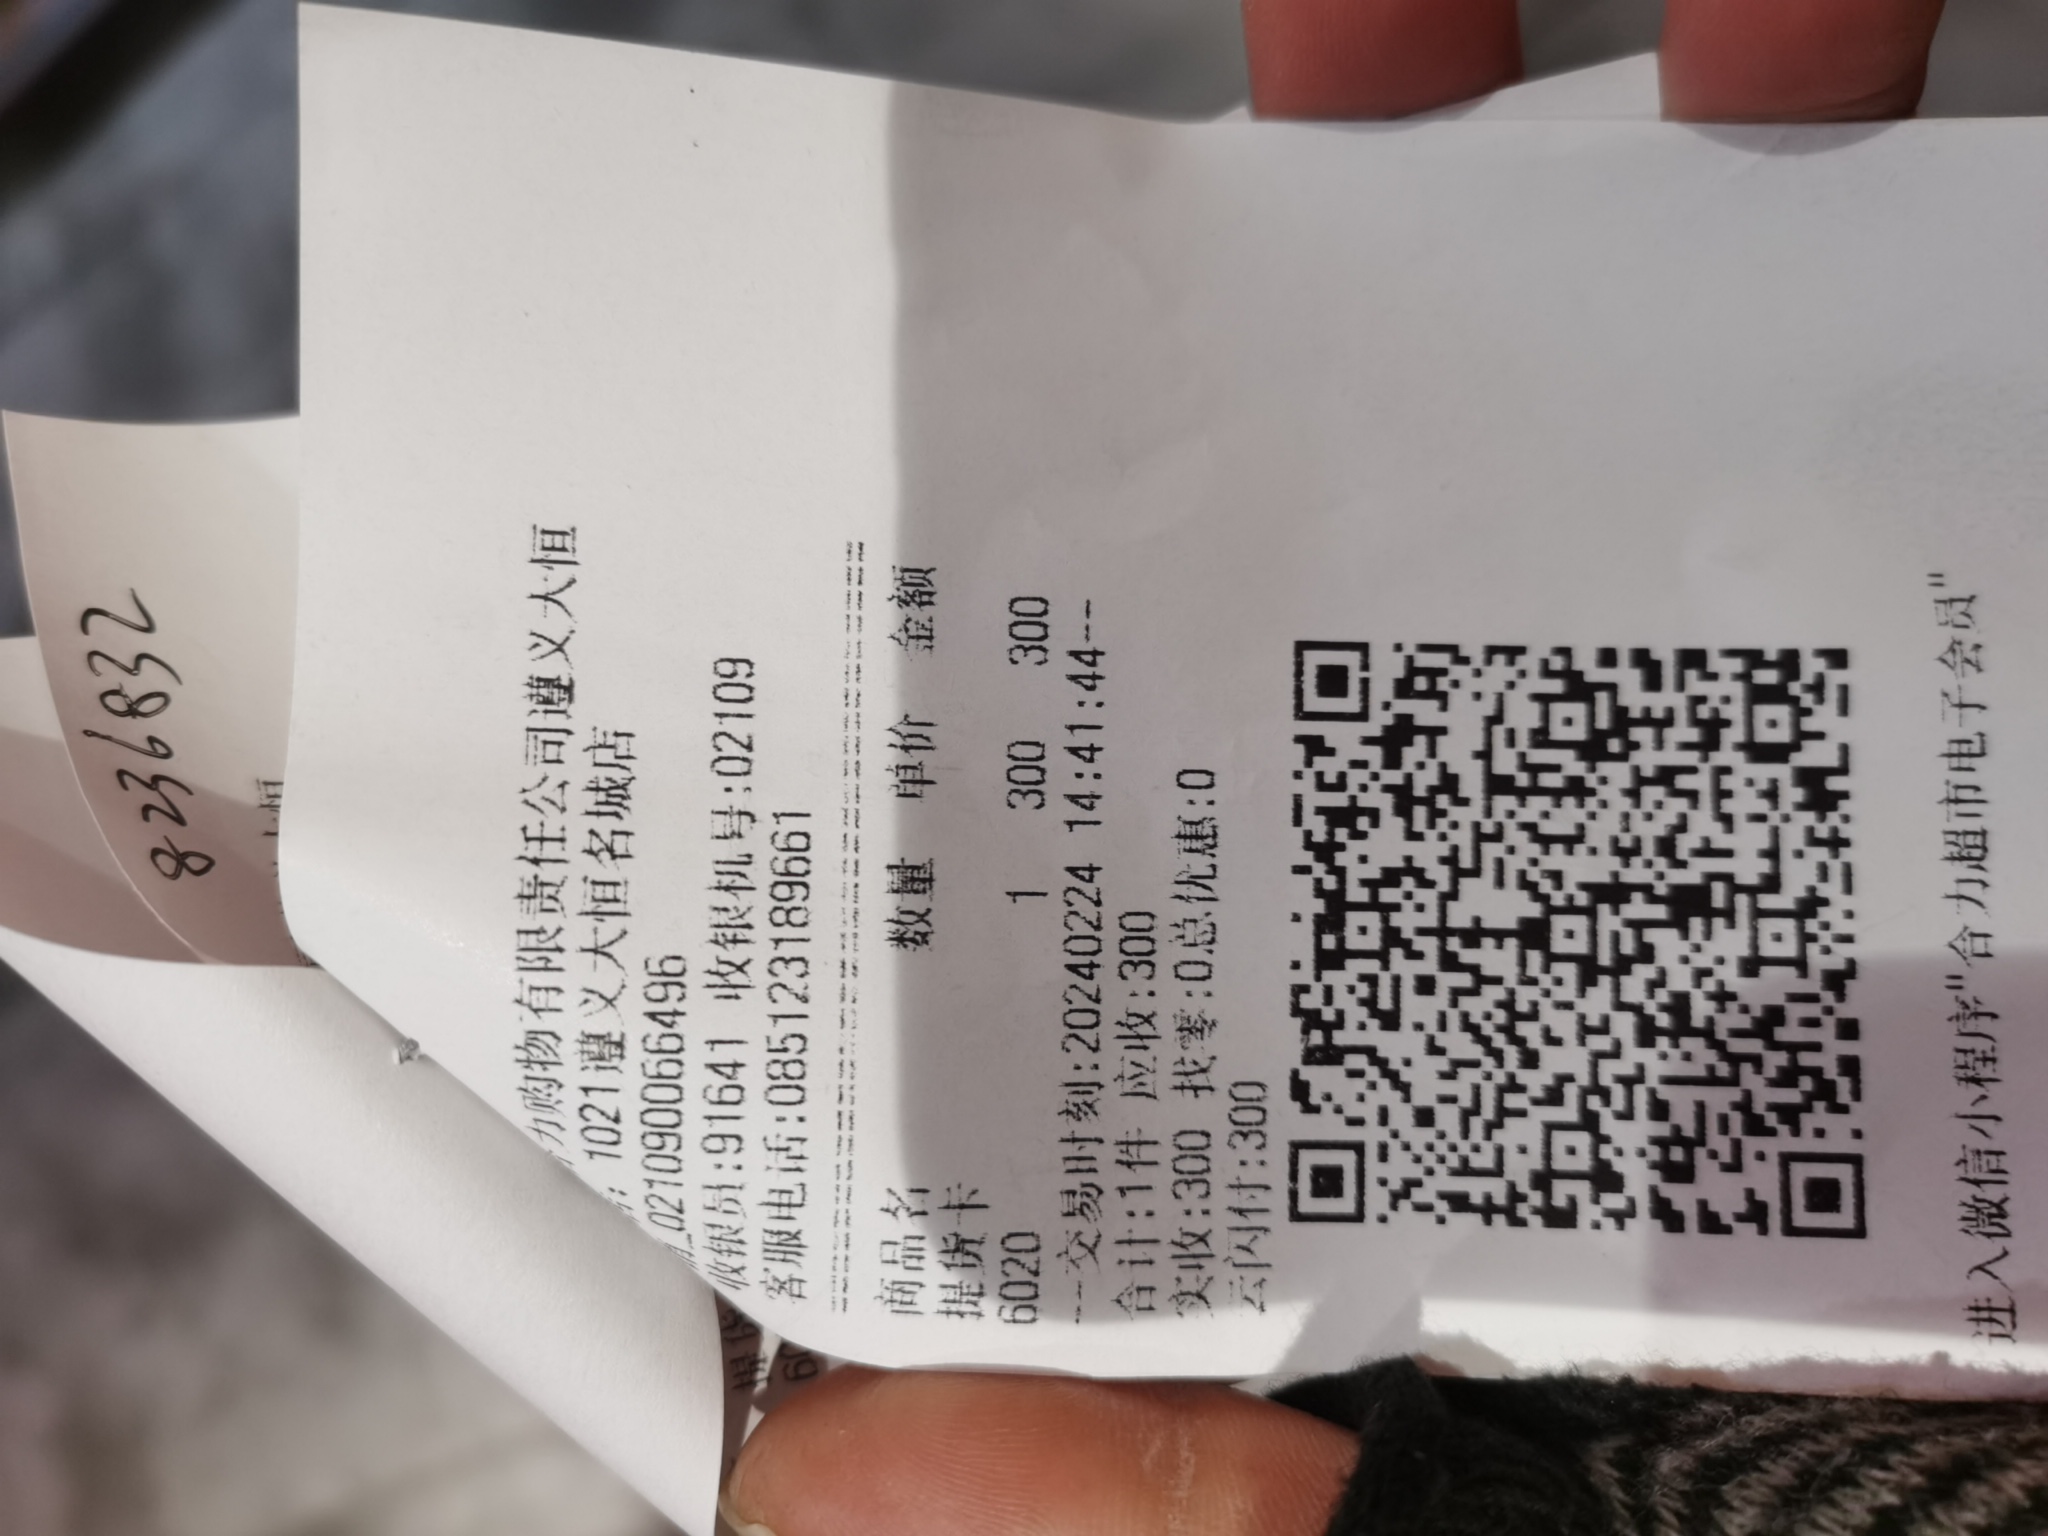 8236832
力购物有限责任公司遵义大恒
: 1021遵义大恒名城店
021090066496
收银员:91641 收银机号:02109
客服电话:085123189661
商品名 数量 单价 金额
提货卡
6020 1 300 300
---交易时刻:20240224 14:41:44--
合计:1件 应收:300
实收:300 找零:0总优惠:0
云闪付:300
进入微信小程序"合力超市电子会员"